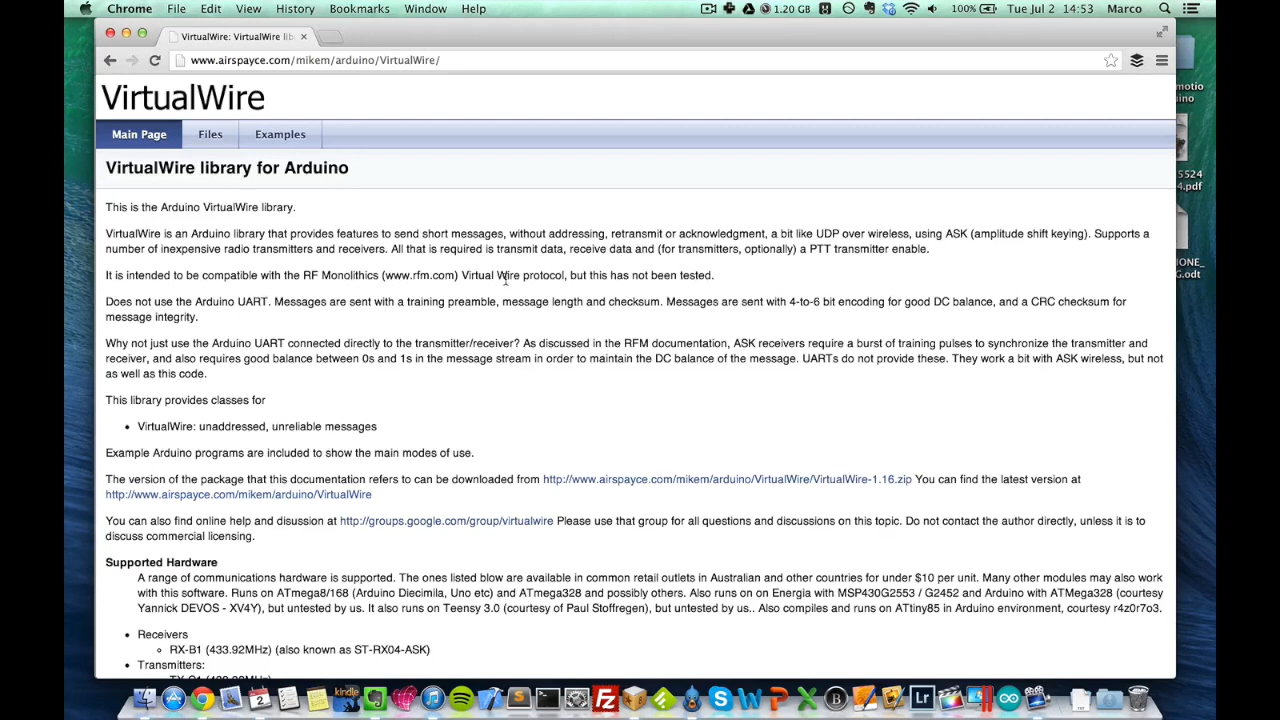 Chrome File Edit View History Bookmarks Window Help 1.20 GB 100% Tue Jul 2 14:53 Marco
VirtualWire: VirtualWire lib
www.airspayce.com/mikem/arduino/VirtualWire/
VirtualWire
Main Page Files Examples
VirtualWire library for Arduino
This is the Arduino VirtualWire library.
VirtualWire is an Arduino library that provides features to send short messages, without addressing, retransmit or acknowledgment, a bit like UDP over wireless, using ASK (amplitude shift keying). Supports a
number of inexpensive radio transmitters and receivers. All that is required is transmit data, receive data and (for transmitters, optionally) a PTT transmitter enable.
It is intended to be compatible with the RF Monolithics (www.rfm.com) Virtual Wire protocol, but this has not been tested.
Does not use the Arduino UART. Messages are sent with a training preamble, message length and checksum. Messages are sent with 4-to-6 bit encoding for good DC balance, and a CRC checksum for
message integrity.
Why not just use the Arduino UART connected directly to the transmitter/receiver? As discussed in the RFM documentation, ASK receivers require a burst of training pulses to synchronize the transmitter and
receiver, and also requires good balance between 0s and 1s in the message stream in order to maintain the DC balance of the message. UARTs do not provide these. They work a bit with ASK wireless, but not
as well as this code.
This library provides classes for
• VirtualWire: unaddressed, unreliable messages
Example Arduino programs are included to show the main modes of use.
The version of the package that this documentation refers to can be downloaded from http://www.airspayce.com/mikem/arduino/VirtualWire/VirtualWire-1.16.zip You can find the latest version at
http://www.airspayce.com/mikem/arduino/VirtualWire
You can also find online help and disussion at http://groups.google.com/group/virtualwire Please use that group for all questions and discussions on this topic. Do not contact the author directly, unless it is to
discuss commercial licensing.
Supported Hardware
A range of communications hardware is supported. The ones listed blow are available in common retail outlets in Australian and other countries for under $10 per unit. Many other modules may also work
with this software. Runs on ATmega8/168 (Arduino Diecimila, Uno etc) and ATmega328 and possibly others. Also runs on on Energia with MSP430G2553 / G2452 and Arduino with ATMega328 (courtesy
Yannick DEVOS - XV4Y), but untested by us. It also runs on Teensy 3.0 (courtesy of Paul Stoffregen), but untested by us.. Also compiles and runs on ATtiny85 in Arduino environment, courtesy r4z0r7o3.
• Receivers
RX-B1 (433.92MHz) (also known as ST-RX04-ASK)
• Transmitters:
motio
ino
5524
4.pdf
IONE_
G.odt